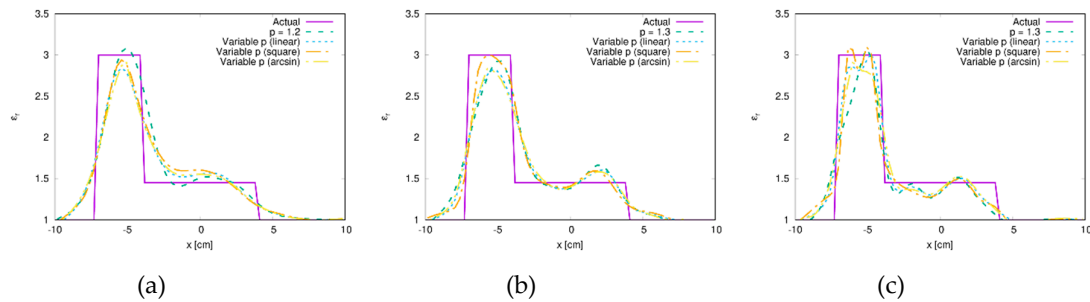 3.5
3
2.5
2
1.5
1
εr
-10
-5
0
5
10
x [cm]
Actual
p = 1.2
Variable p (linear)
Variable p (square)
Variable p (arcsin)
(a)
3.5
3
2.5
2
1.5
1
εr
-10
-5
0
5
10
x [cm]
Actual
p = 1.3
Variable p (linear)
Variable p (square)
Variable p (arcsin)
(b)
3.5
3
2.5
2
1.5
1
εr
-10
-5
0
5
10
x [cm]
Actual
p = 1.3
Variable p (linear)
Variable p (square)
Variable p (arcsin)
(c)